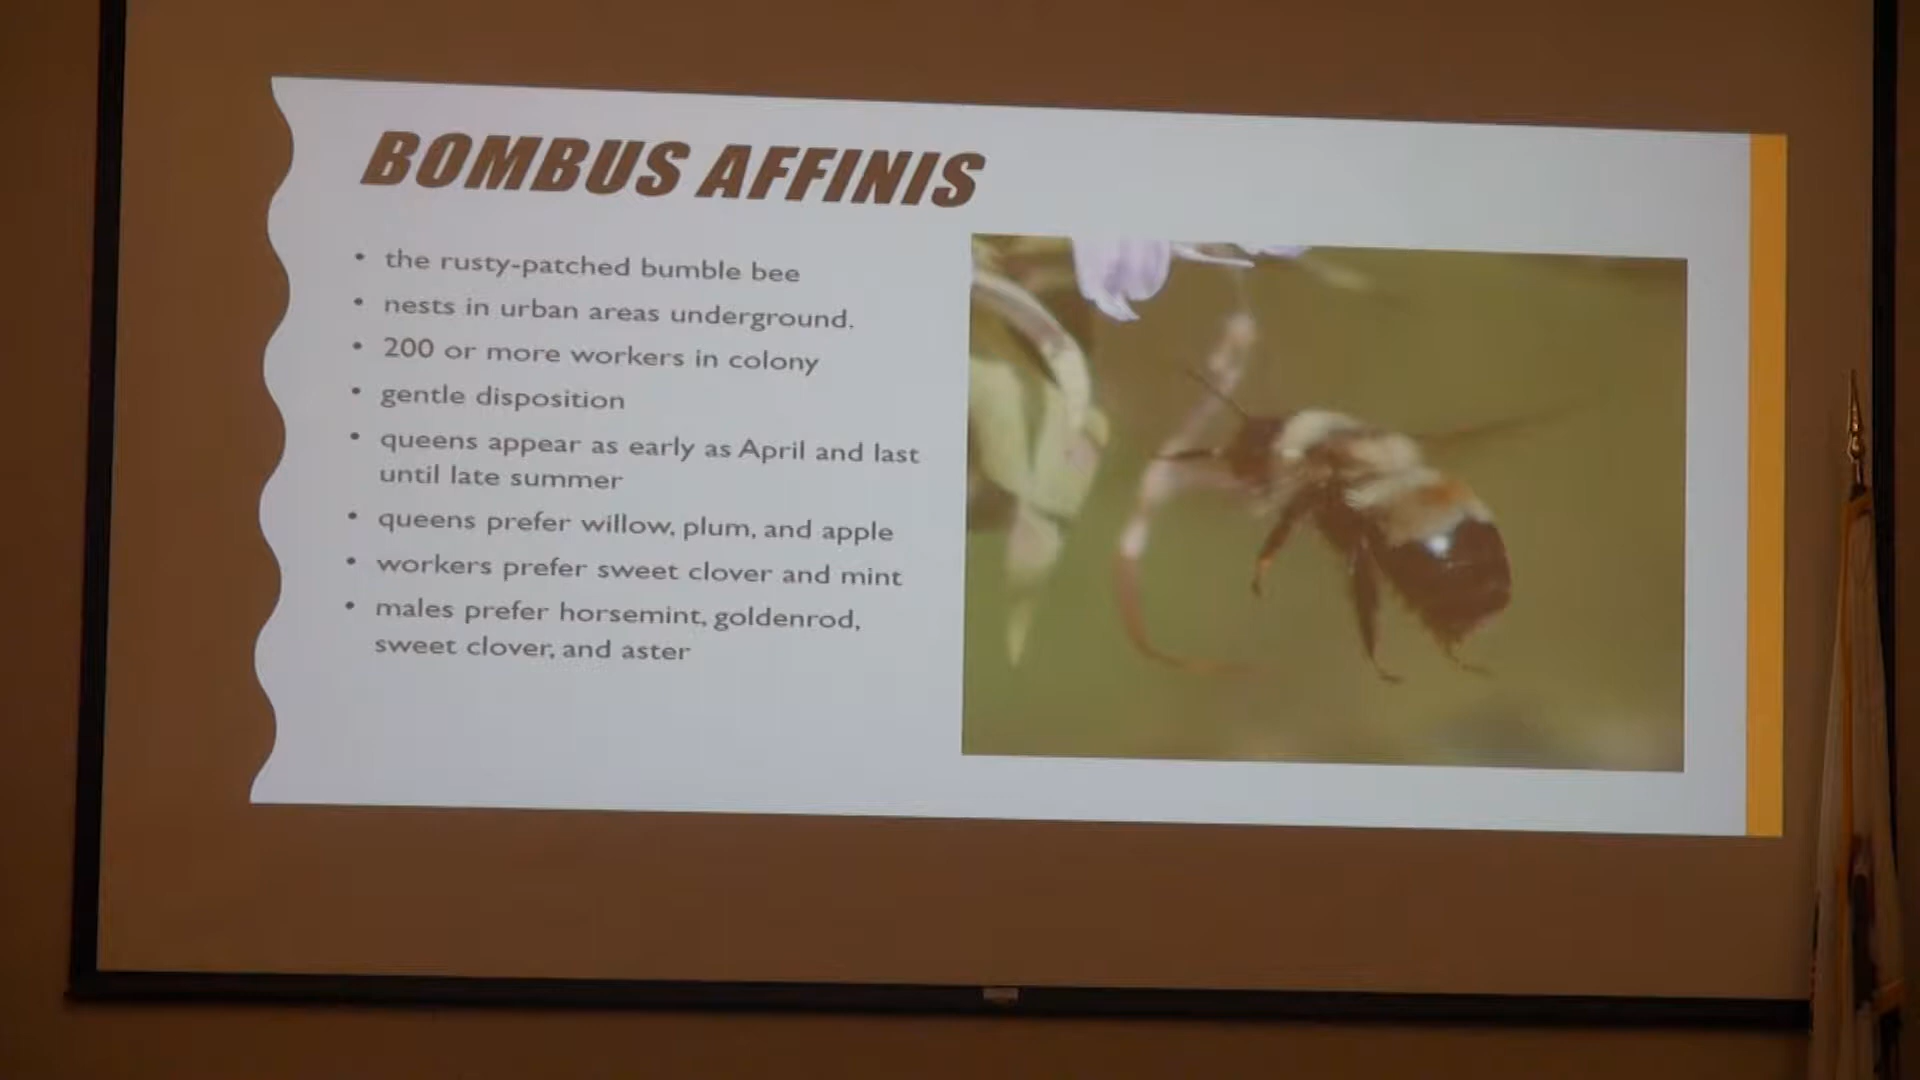 BOMBUS AFFINIS
• the rusty-patched bumble bee
• nests in urban areas underground.
• 200 or more workers in colony
• gentle disposition
• queens appear as early as April and last
until late summer
• queens prefer willow, plum, and apple
• workers prefer sweet clover and mint
• males prefer horsemint, goldenrod,
sweet clover, and aster